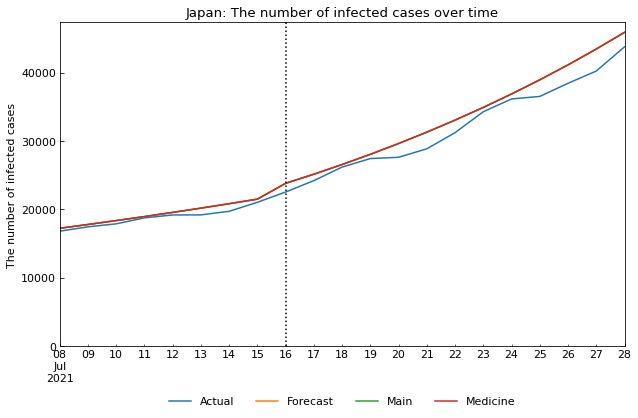 Japan: The number of infected cases over time
The number of infected cases
40000
30000
20000
10000
0
08 09 10 11 12 13 14 15 16 17 18 19 20 21 22 23 24 25 26 27 28
Jul
2021
Actual Forecast Main Medicine